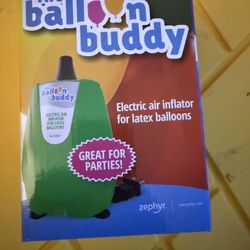 the
balloon
buddy
Electric air inflator
for latex balloons
balloon
buddy
ELECTRIC AIR
INFLATOR
FOR LATEX
BALLOONS
GREAT FOR
PARTIES!
zephyr.